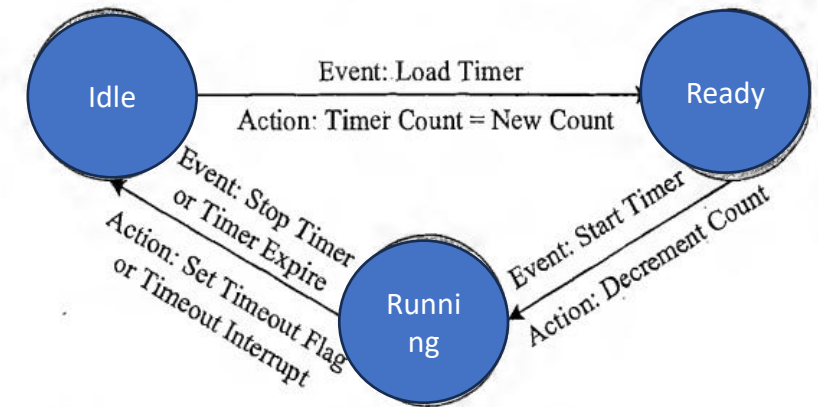 Idle
Event: Load Timer
Action: Timer Count = New Count
Ready
Event: Stop Timer
or Timer Expire
Action: Set Timeout Flag
or Timeout Interrupt
Event: Start Timer
Action: Decrement Count
Runni
ng